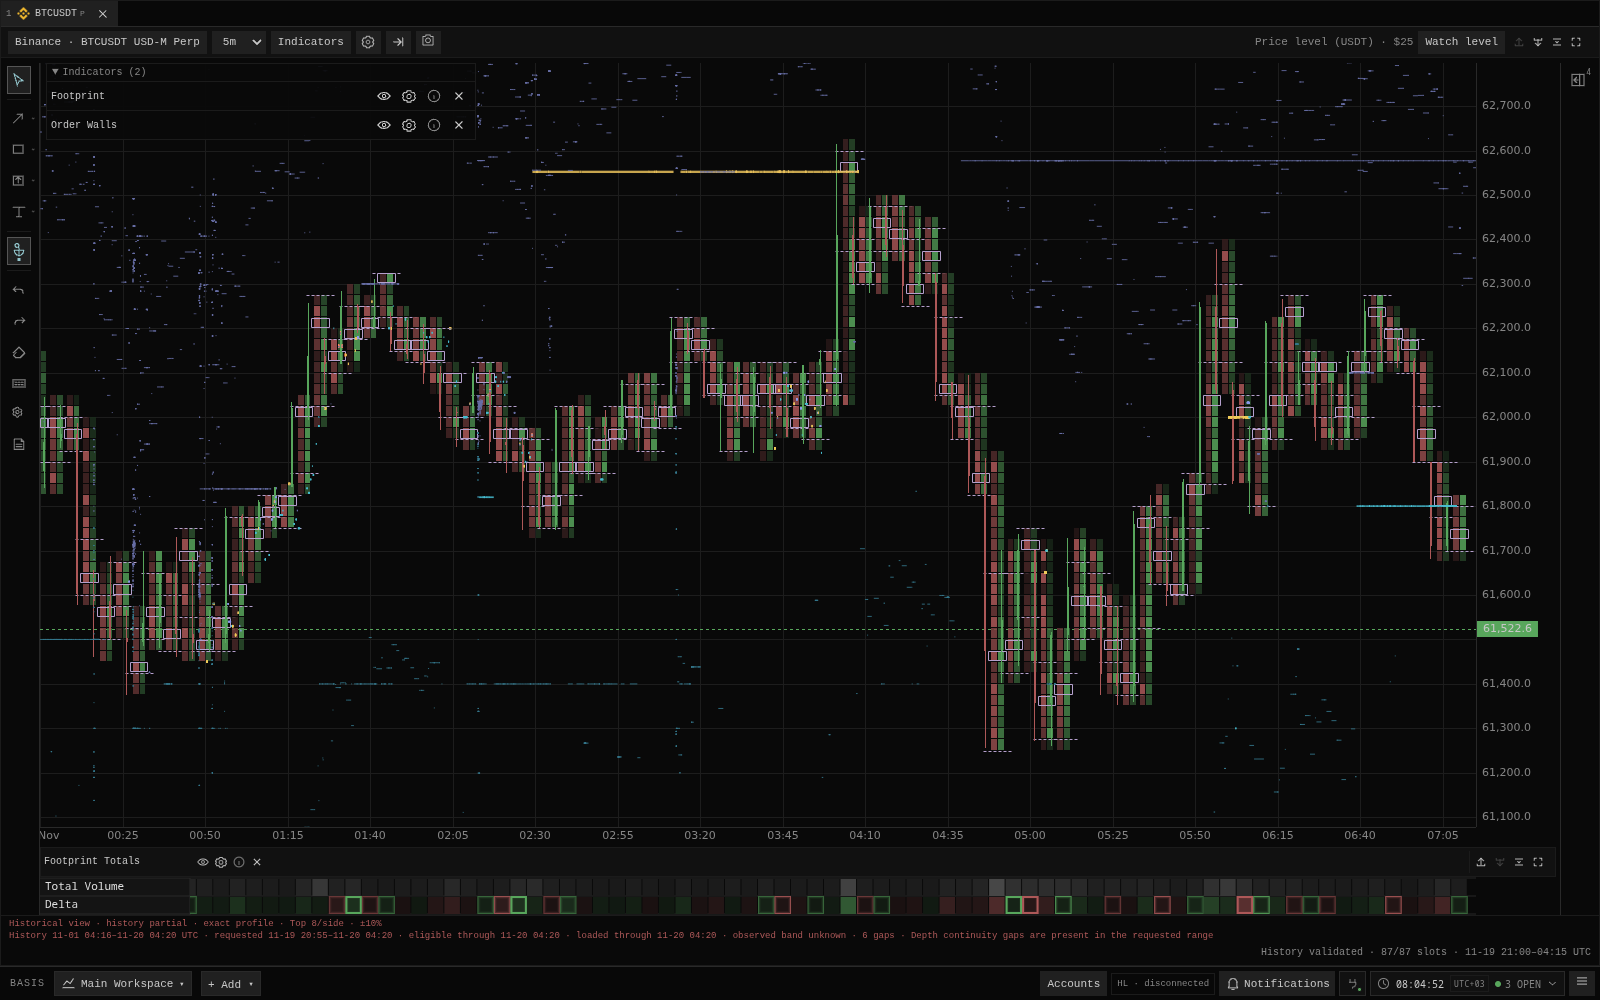 1 BTCUSDT P
Binance · BTCUSDT USD-M Perp 5m Indicators Price level (USDT) · $25 Watch level
4
▼ Indicators (2)
Footprint
Order Walls
62,700.0
62,600.0
62,500.0
62,400.0
62,300.0
62,200.0
62,100.0
62,000.0
61,900.0
61,800.0
61,700.0
61,600.0
61,522.6
61,400.0
61,300.0
61,200.0
61,100.0
Nov 00:25 00:50 01:15 01:40 02:05 02:30 02:55 03:20 03:45 04:10 04:35 05:00 05:25 05:50 06:15 06:40 07:05
Footprint Totals
Total Volume
Delta
Historical view · history partial · exact profile · Top 8/side · ±10%
History 11-01 04:16–11-20 04:20 UTC · requested 11-19 20:55–11-20 04:20 · eligible through 11-20 04:20 · loaded through 11-20 04:20 · observed band unknown · 6 gaps · Depth continuity gaps are present in the requested range
History validated · 87/87 slots · 11-19 21:00–04:15 UTC
BASIS Main Workspace ▾ + Add ▾ Accounts HL · disconnected Notifications 08:04:52 UTC+03 3 OPEN